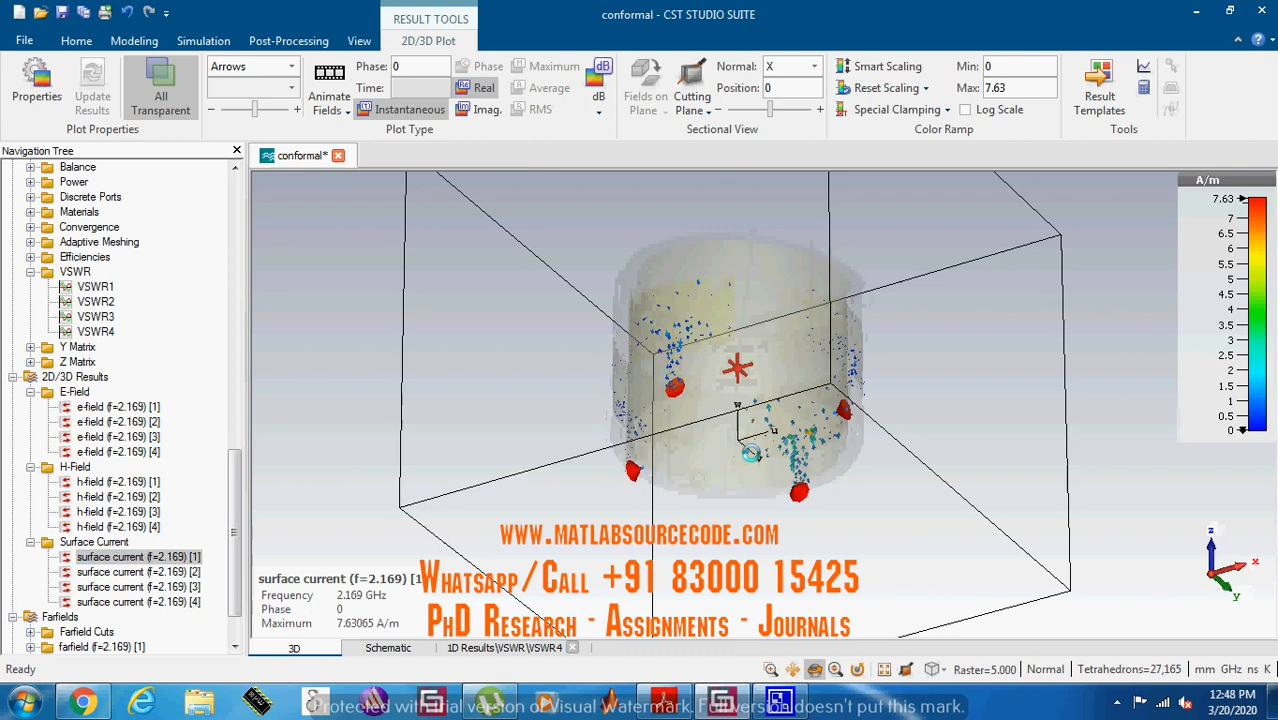 RESULT TOOLS
conformal - CST STUDIO SUITE
File Home Modeling Simulation Post-Processing View 2D/3D Plot
Properties
Update Results
All Transparent
Plot Properties
Arrows
Animate Fields
Phase: 0
Time:
Instantaneous
Phase
Real
Imag.
Maximum
Average
RMS
dB
dB
Plot Type
Fields on Plane
Cutting Plane
Normal: X
Position: 0
Sectional View
Smart Scaling
Reset Scaling
Special Clamping
Min: 0
Max: 7.63
Log Scale
Color Ramp
Result Templates
Tools
Navigation Tree
conformal*
Balance
Power
Discrete Ports
Materials
Convergence
Adaptive Meshing
Efficiencies
VSWR
VSWR1
VSWR2
VSWR3
VSWR4
Y Matrix
Z Matrix
2D/3D Results
E-Field
e-field (f=2.169) [1]
e-field (f=2.169) [2]
e-field (f=2.169) [3]
e-field (f=2.169) [4]
H-Field
h-field (f=2.169) [1]
h-field (f=2.169) [2]
h-field (f=2.169) [3]
h-field (f=2.169) [4]
Surface Current
surface current (f=2.169) [1]
surface current (f=2.169) [2]
surface current (f=2.169) [3]
surface current (f=2.169) [4]
Farfields
Farfield Cuts
farfield (f=2.169) [1]
A/m
7.63
7
6.5
6
5.5
5
4.5
4
3.5
3
2.5
2
1.5
1
0.5
0
w
u
v
z
x
y
surface current (f=2.169) [1]
Frequency 2.169 GHz
Phase 0
Maximum 7.63065 A/m
www.matlabsourcecode.com
Whatsapp/Call +91 83000 15425
PhD Research - Assignments - Journals
3D Schematic 1D Results\VSWR\VSWR4
Ready
Raster=5.000 Normal Tetrahedrons=27,165 mm GHz ns K
Protected with trial version of Visual Watermark. Full version doesn't put this mark.
12:48 PM
3/20/2020